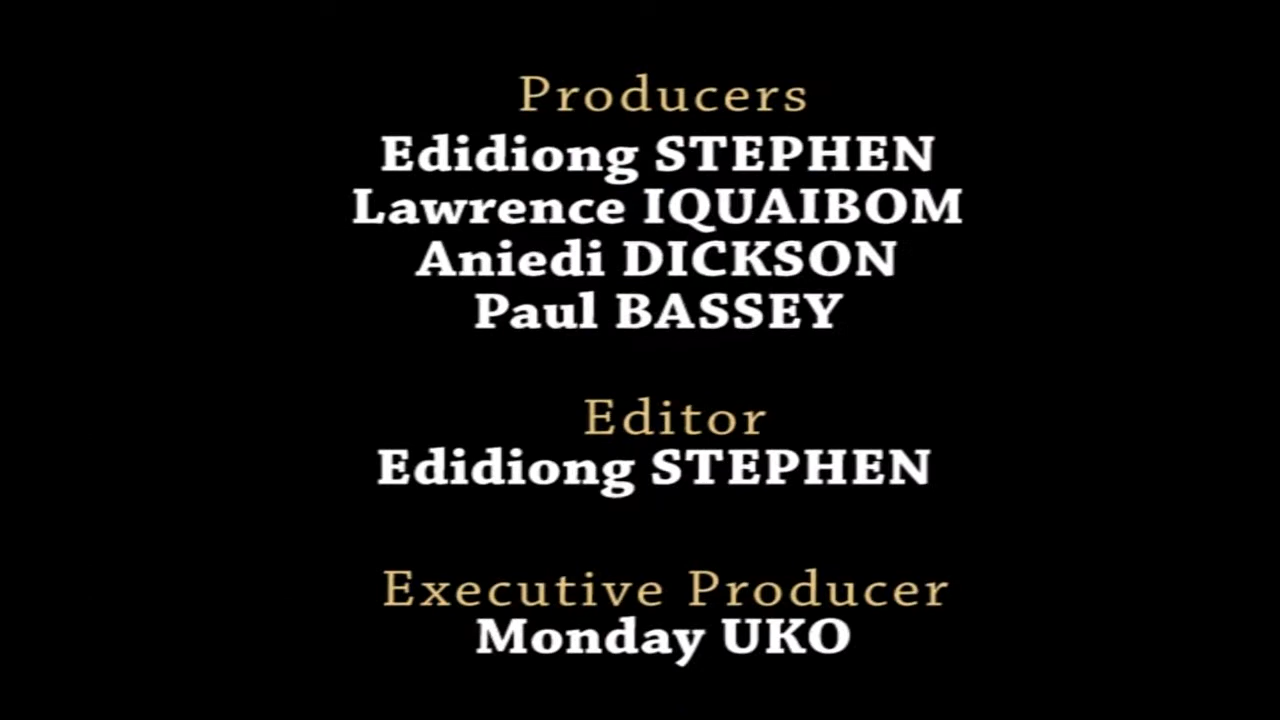 Producers
Edidiong STEPHEN
Lawrence IQUAIBOM
Aniedi DICKSON
Paul BASSEY
Editor
Edidiong STEPHEN
Executive Producer
Monday UKO